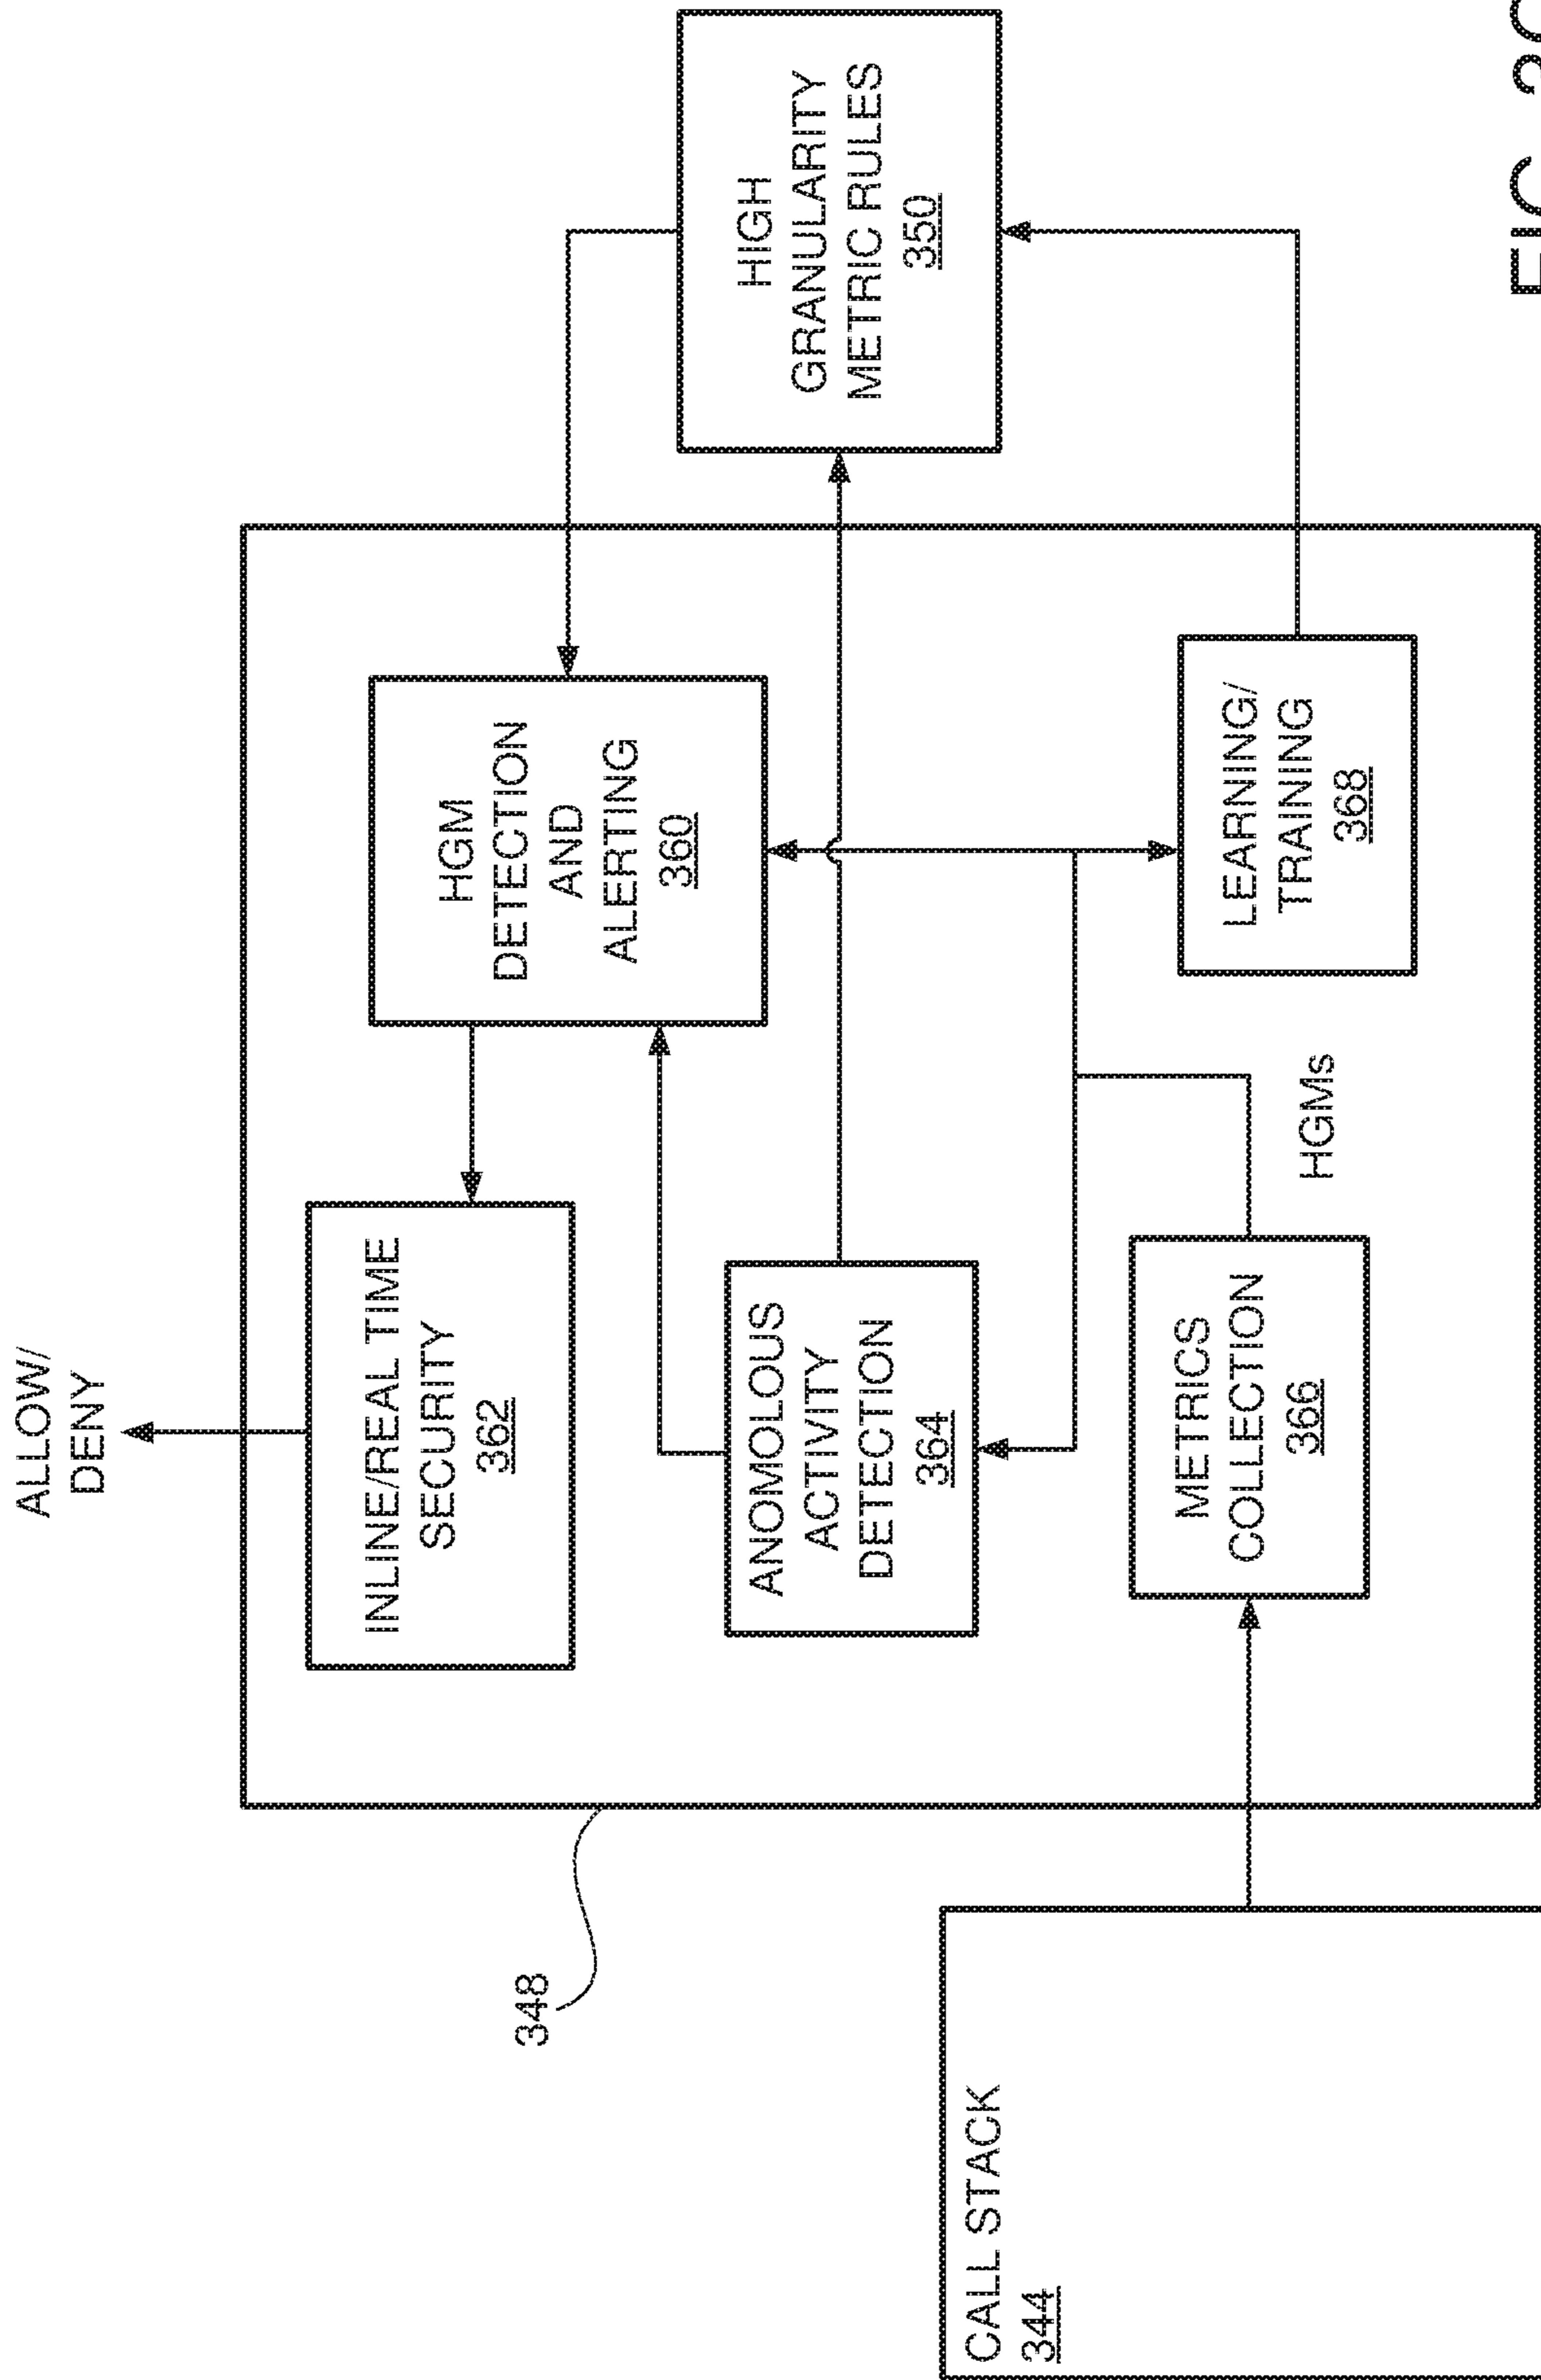 ALLOW/
DENY
348
INLINE/REAL TIME
SECURITY
362
HGM
DETECTION
AND
ALERTING
360
HIGH
GRANULARITY
METRIC RULES
350
ANOMOLOUS
ACTIVITY
DETECTION
364
CALL STACK
344
METRICS
COLLECTION
366
HGMs
LEARNING/
TRAINING
368